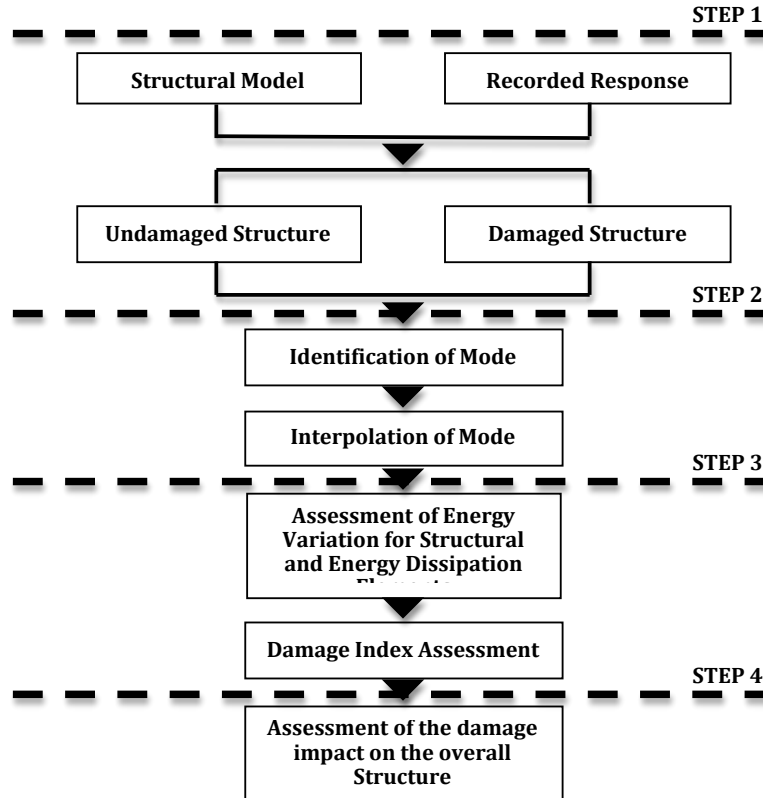 STEP 1
Structural Model
Recorded Response
Undamaged Structure
Damaged Structure
STEP 2
Identification of Mode
Interpolation of Mode
STEP 3
Assessment of Energy
Variation for Structural
and Energy Dissipation
STEP 4
Damage Index Assessment
Assessment of the damage
impact on the overall
Structure